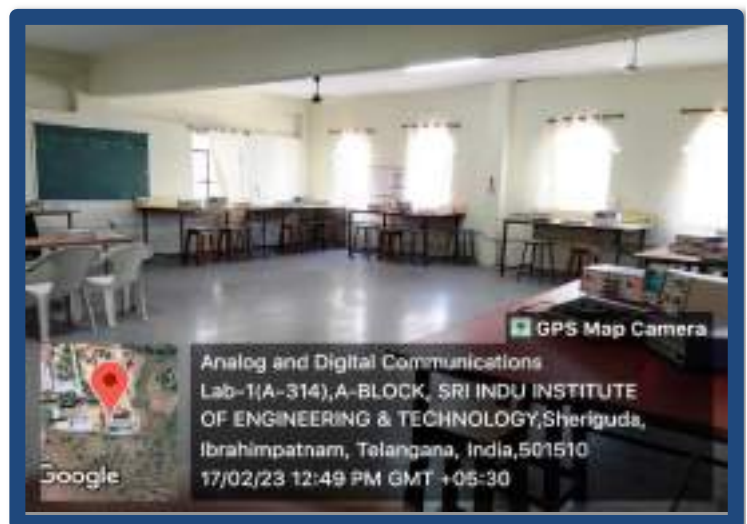 GPS Map Camera
Analog and Digital Communications
Lab-1(A-314),A-BLOCK, SRI INDU INSTITUTE
OF ENGINEERING & TECHNOLOGY,Sheriguda,
Ibrahimpatnam, Telangana, India,501510
17/02/23 12:49 PM GMT +05:30
Google